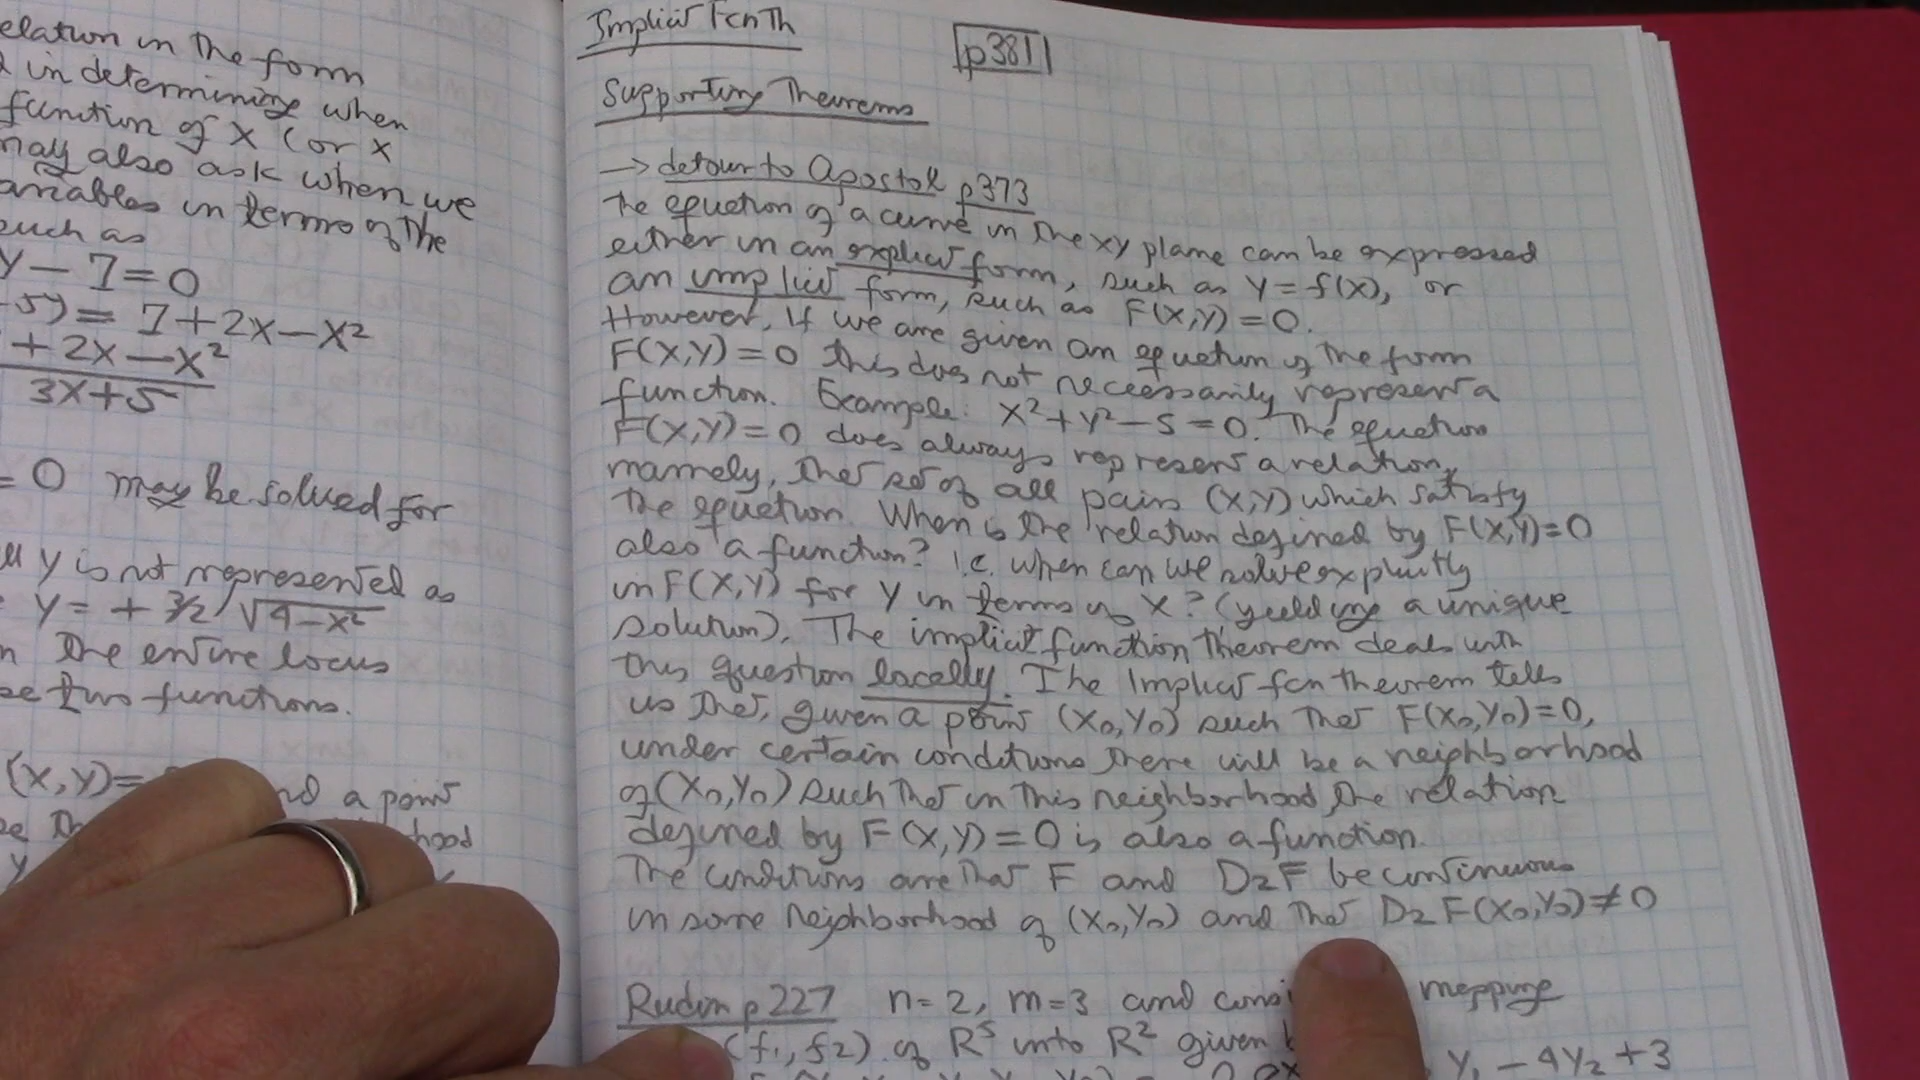 elation in the form
in determining when
function of x (or x
may also ask when we
ariables in terms of the
such as
y - 7 = 0
5y) = 7 + 2x - x²
+ 2x - x²
3x + 5
= 0 may be solved for
y is not represented as
y = + 3/2 √4-x²
the entire locus
two functions.
(x,y)=
a point
hood
Implicit Fcn Th
p381
Supporting Theorems
→ detour to Apostol p373
The equation of a curve in the xy plane can be expressed
either in an explicit form, such as y = f(x), or
an implicit form, such as F(x,y) = 0.
However, if we are given an equation of the form
F(x,y) = 0 this does not necessarily represent a
function. Example: x² + y² - 5 = 0. The equation
F(x,y) = 0 does always represent a relation,
namely, that set of all pairs (x,y) which satisfy
the equation. When is the relation defined by F(x,y) = 0
also a function? i.e. when can we solve explicitly
in F(x,y) for y in terms of x? (yielding a unique
solution). The implicit function theorem deals with
this question locally. The Implicit fcn theorem tells
us that, given a point (x₀,y₀) such that F(x₀,y₀) = 0,
under certain conditions there will be a neighborhood
of (x₀,y₀) such that in this neighborhood, the relation
defined by F(x,y) = 0 is also a function.
The conditions are that F and D₂F be continuous
in some neighborhood of (x₀,y₀) and that D₂F(x₀,y₀) ≠ 0
Rudin p227 n = 2, m = 3 and mapping
(f₁, f₂) of R⁵ into R² given
y₁ - 4y₂ + 3